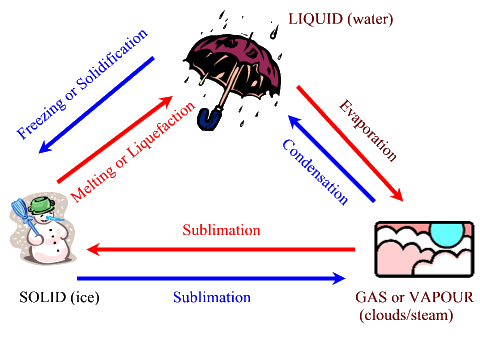 LIQUID (water)
Freezing or Solidification
Melting or Liquefaction
Evaporation
Condensation
Sublimation
SOLID (ice)
Sublimation
GAS or VAPOUR
(clouds/steam)